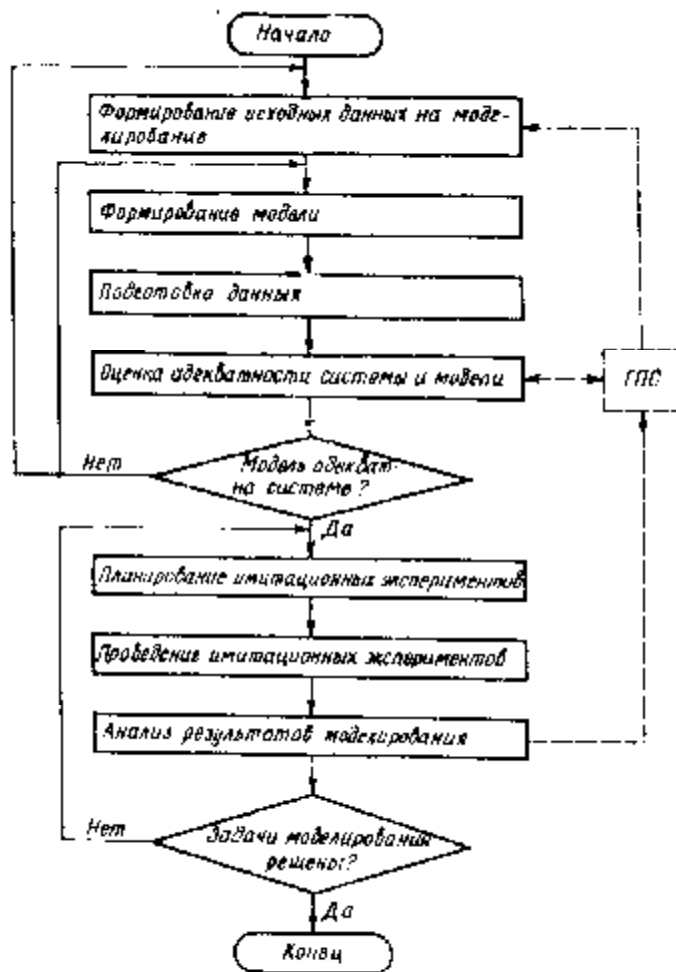 Начало
Формирование исходных данных на моде-
лирование
Формирование модели
Подготовка данных
Оценка адекватности системы и модели
ГПС
Нет
Модель адекват-
на системе?
Да
Планирование имитационных экспериментов
Проведение имитационных экспериментов
Анализ результатов моделирования
Нет
Задачи моделирования
решены?
Да
Конец